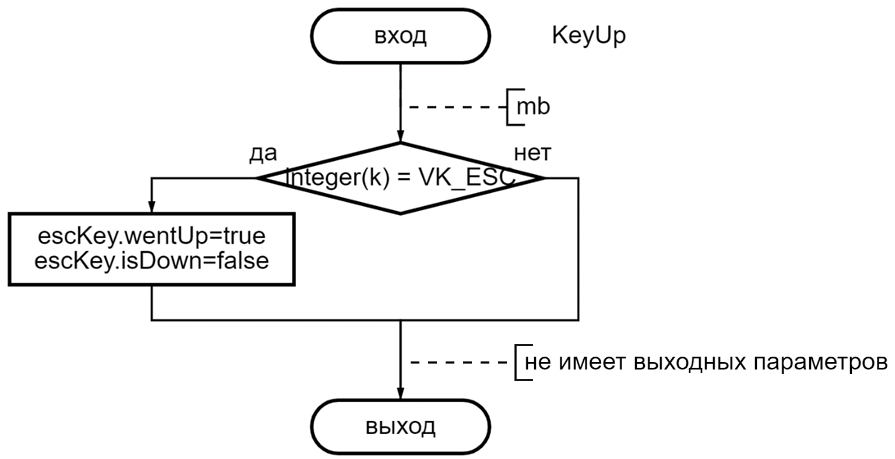 вход
KeyUp
mb
да
нет
Integer(k) = VK_ESC
escKey.wentUp=true
escKey.isDown=false
не имеет выходных параметров
выход